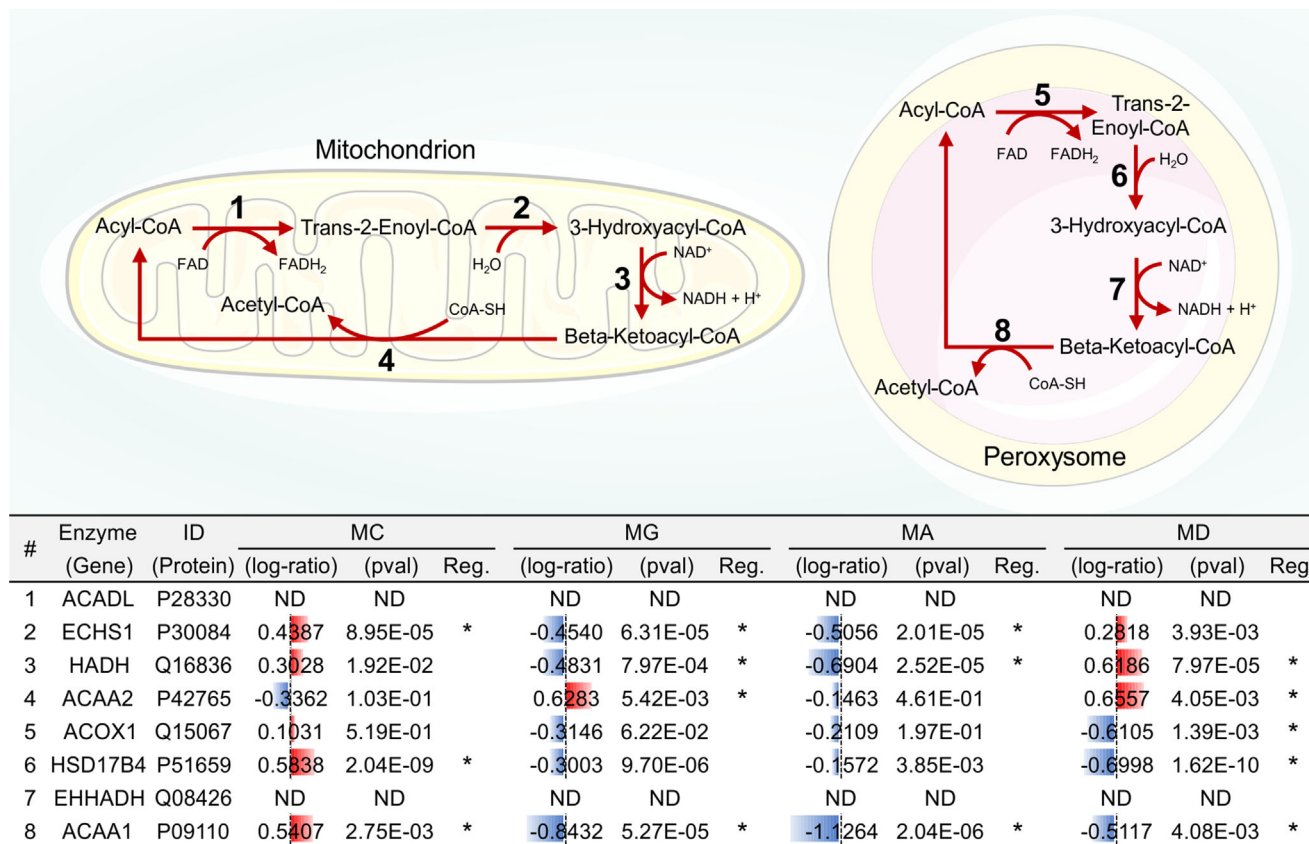 Mitochondrion
Acyl-CoA
1
FAD
FADH₂
Trans-2-Enoyl-CoA
2
H₂O
3-Hydroxyacyl-CoA
3
NAD⁺
NADH + H⁺
Beta-Ketoacyl-CoA
4
CoA-SH
Acetyl-CoA
Acyl-CoA
5
FAD
FADH₂
Trans-2-
Enoyl-CoA
6
H₂O
3-Hydroxyacyl-CoA
7
NAD⁺
NADH + H⁺
Beta-Ketoacyl-CoA
8
CoA-SH
Acetyl-CoA
Peroxysome
# Enzyme ID MC MG MA MD
(Gene) (Protein) (log-ratio) (pval) Reg. (log-ratio) (pval) Reg. (log-ratio) (pval) Reg. (log-ratio) (pval) Reg
1 ACADL P28330 ND ND ND ND ND ND ND ND
2 ECHS1 P30084 0.4387 8.95E-05 * -0.4540 6.31E-05 * -0.5056 2.01E-05 * 0.2818 3.93E-03
3 HADH Q16836 0.3028 1.92E-02 -0.4831 7.97E-04 * -0.6904 2.52E-05 * 0.6186 7.97E-05 *
4 ACAA2 P42765 -0.3362 1.03E-01 0.6283 5.42E-03 * -0.1463 4.61E-01 0.6557 4.05E-03 *
5 ACOX1 Q15067 0.1031 5.19E-01 -0.3146 6.22E-02 -0.2109 1.97E-01 -0.6105 1.39E-03 *
6 HSD17B4 P51659 0.5838 2.04E-09 * -0.3003 9.70E-06 -0.1572 3.85E-03 -0.6998 1.62E-10 *
7 EHHADH Q08426 ND ND ND ND ND ND ND ND
8 ACAA1 P09110 0.5407 2.75E-03 * -0.8432 5.27E-05 * -1.1264 2.04E-06 * -0.5117 4.08E-03 *